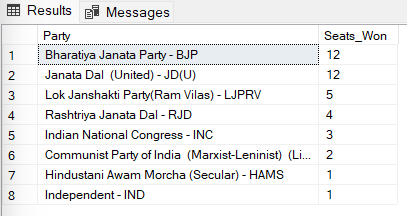 Results Messages
Party Seats_Won
1 Bharatiya Janata Party - BJP 12
2 Janata Dal (United) - JD(U) 12
3 Lok Janshakti Party(Ram Vilas) - LJPRV 5
4 Rashtriya Janata Dal - RJD 4
5 Indian National Congress - INC 3
6 Communist Party of India (Marxist-Leninist) (Li... 2
7 Hindustani Awam Morcha (Secular) - HAMS 1
8 Independent - IND 1